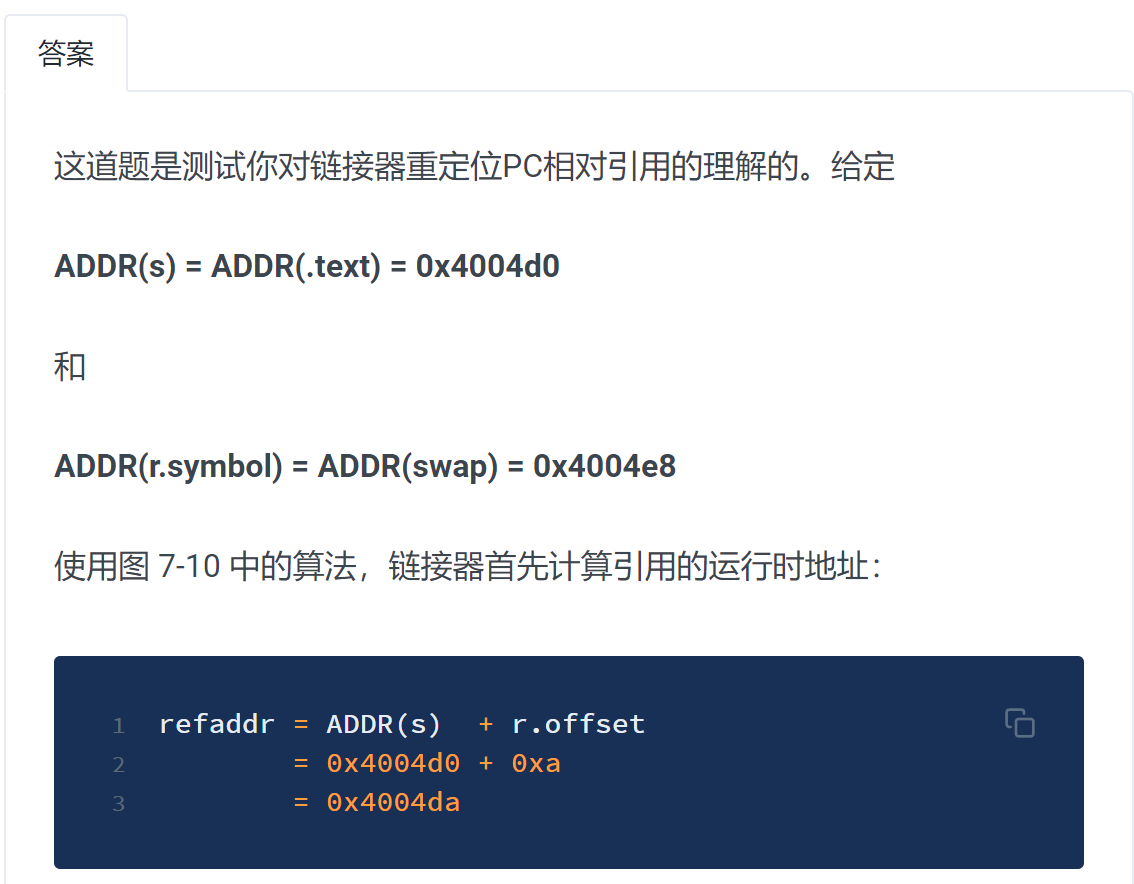 答案
这道题是测试你对链接器重定位PC相对引用的理解的。给定
ADDR(s) = ADDR(.text) = 0x4004d0
和
ADDR(r.symbol) = ADDR(swap) = 0x4004e8
使用图 7-10 中的算法，链接器首先计算引用的运行时地址：
1 refaddr = ADDR(s)  + r.offset
2         = 0x4004d0 + 0xa
3         = 0x4004da